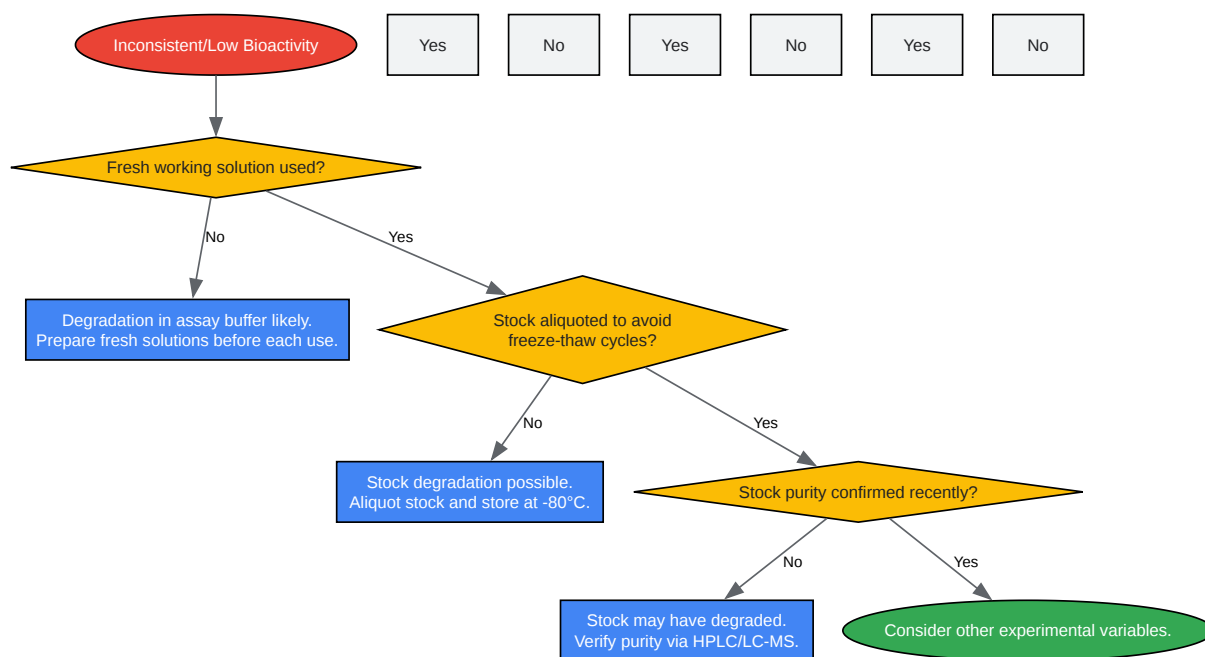 Inconsistent/Low Bioactivity
Yes
No
Yes
No
Yes
No
Fresh working solution used?
No
Yes
Degradation in assay buffer likely.
Prepare fresh solutions before each use.
Stock aliquoted to avoid
freeze-thaw cycles?
No
Yes
Stock degradation possible.
Aliquot stock and store at -80°C.
Stock purity confirmed recently?
No
Yes
Stock may have degraded.
Verify purity via HPLC/LC-MS.
Consider other experimental variables.